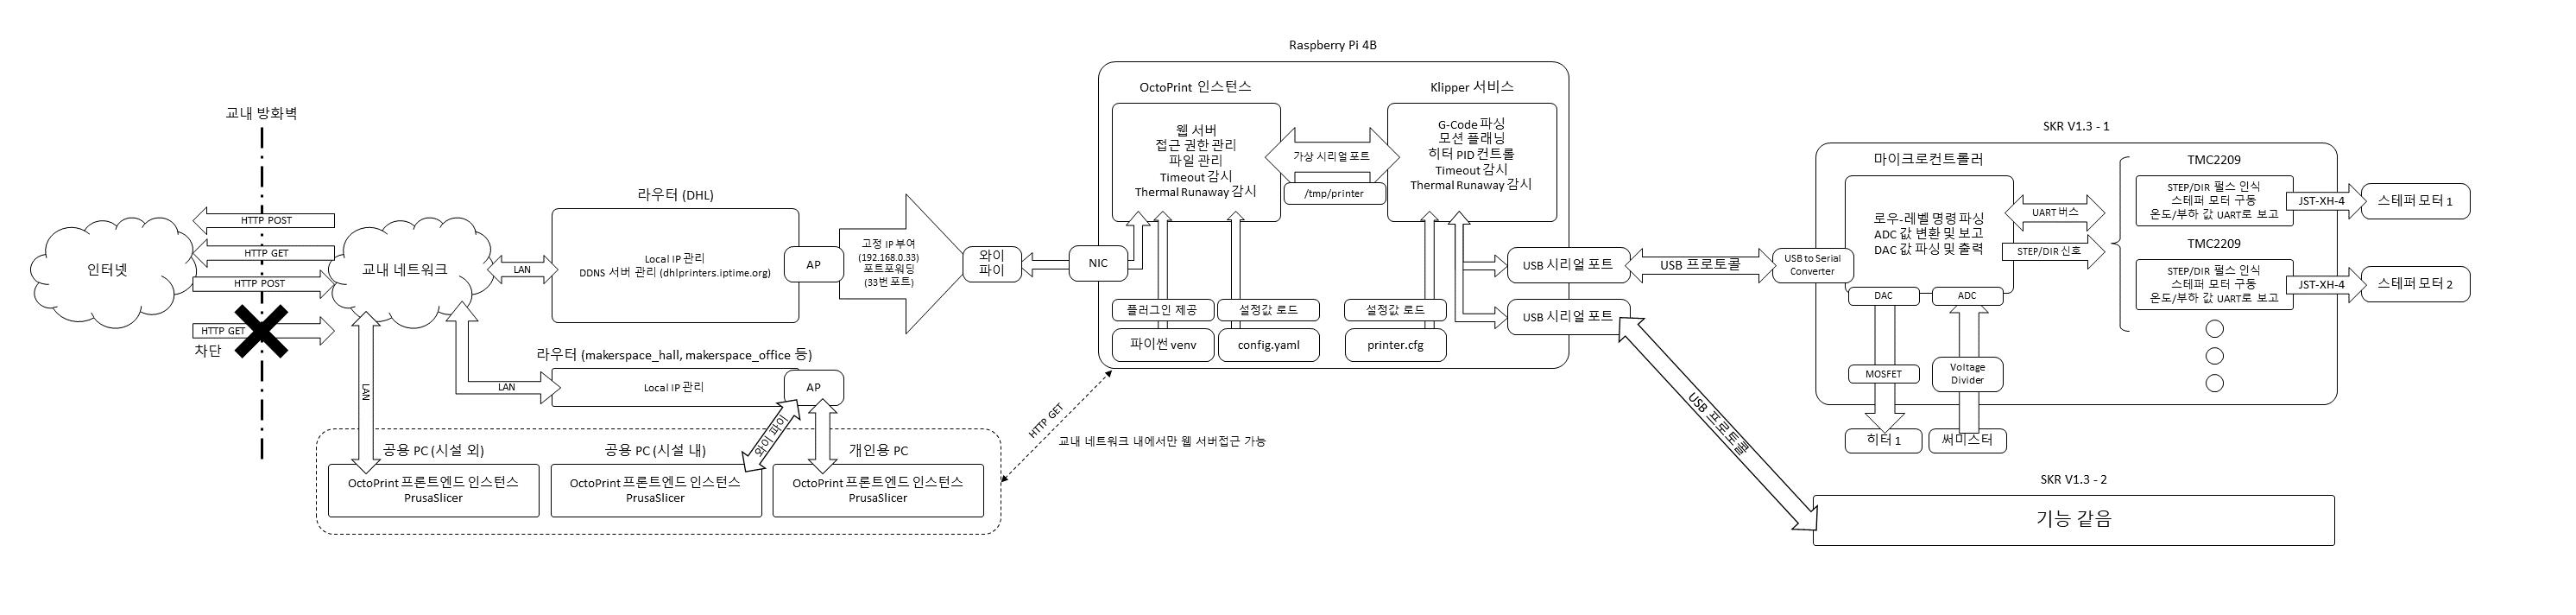 교내 방화벽
인터넷
HTTP POST
HTTP GET
HTTP POST
HTTP GET
차단
교내 네트워크
LAN
라우터 (DHL)
Local IP 관리
DDNS 서버 관리 (dhlprinters.iptime.org)
AP
고정 IP 부여
(192.168.0.33)
포트포워딩
(33번 포트)
와이
파이
라우터 (makerspace_hall, makerspace_office 등)
LAN
Local IP 관리
AP
LAN
와이 파이
공용 PC (시설 외)
OctoPrint 프론트엔드 인스턴스
PrusaSlicer
공용 PC (시설 내)
OctoPrint 프론트엔드 인스턴스
PrusaSlicer
개인용 PC
OctoPrint 프론트엔드 인스턴스
PrusaSlicer
HTTP GET
교내 네트워크 내에서만 웹 서버접근 가능
Raspberry Pi 4B
NIC
OctoPrint 인스턴스
웹 서버
접근 권한 관리
파일 관리
Timeout 감시
Thermal Runaway 감시
가상 시리얼 포트
/tmp/printer
Klipper 서비스
G-Code 파싱
모션 플래닝
히터 PID 컨트롤
Timeout 감시
Thermal Runaway 감시
플러그인 제공
파이썬 venv
설정값 로드
config.yaml
설정값 로드
printer.cfg
USB 시리얼 포트
USB 시리얼 포트
USB 프로토콜
USB 프로토콜
SKR V1.3 - 1
USB to Serial
Converter
마이크로컨트롤러
로우-레벨 명령 파싱
ADC 값 변환 및 보고
DAC 값 파싱 및 출력
DAC
ADC
MOSFET
Voltage
Divider
히터 1
써미스터
UART 버스
STEP/DIR 신호
TMC2209
STEP/DIR 펄스 인식
스테퍼 모터 구동
온도/부하 값 UART로 보고
JST-XH-4
스테퍼 모터 1
TMC2209
STEP/DIR 펄스 인식
스테퍼 모터 구동
온도/부하 값 UART로 보고
JST-XH-4
스테퍼 모터 2
SKR V1.3 - 2
기능 같음